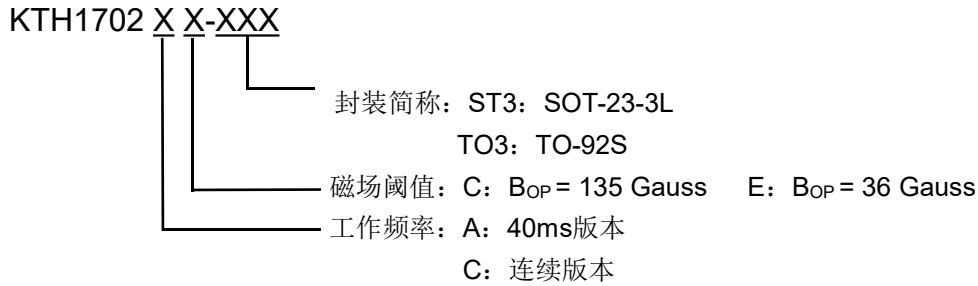 KTH1702 X X-XXX
封装简称：ST3：SOT-23-3L
TO3：TO-92S
磁场阈值：C：BOP = 135 Gauss E：BOP = 36 Gauss
工作频率：A：40ms版本
C：连续版本